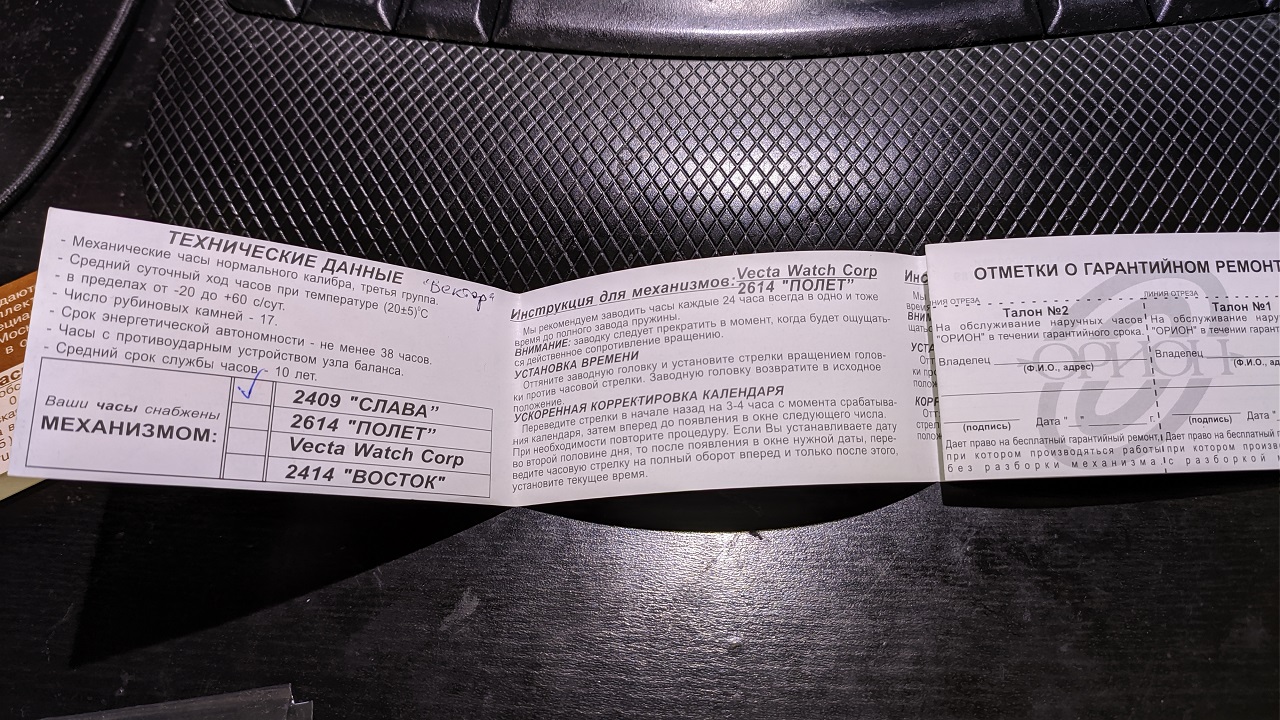 ТЕХНИЧЕСКИЕ ДАННЫЕ
- Механические часы нормального калибра, третья группа
"Вектор"
- Средний суточный ход часов при температуре (20±5)°С
- в пределах от -20 до +60 с/сут.
- Число рубиновых камней - 17.
- Срок энергетической автономности - не менее 38 часов.
- Часы с противоударным устройством узла баланса.
- Средний срок службы часов - 10 лет.
Ваши часы снабжены
МЕХАНИЗМОМ:
2409 "СЛАВА"
2614 "ПОЛЕТ"
Vecta Watch Corp
2414 "ВОСТОК"
Инструкция для механизмов: Vecta Watch Corp
2614 "ПОЛЕТ"
Мы рекомендуем заводить часы каждые 24 часа всегда в одно и тоже
время до полного завода пружины.
ВНИМАНИЕ: заводку следует прекратить в момент, когда будет ощущать-
ся действенное сопротивление вращению.
УСТАНОВКА ВРЕМЕНИ
Оттяните заводную головку и установите стрелки вращением голов-
ки против часовой стрелки. Заводную головку возвратите в исходное
положение.
УСКОРЕННАЯ КОРРЕКТИРОВКА КАЛЕНДАРЯ
Переведите стрелки в начале назад на 3-4 часа с момента срабатыва-
ния календаря, затем вперед до появления в окне следующего числа.
При необходимости повторите процедуру. Если Вы устанавливаете дату
во второй половине дня, то после появления в окне нужной даты, пере-
ведите часовую стрелку на полный оборот вперед и только после этого,
установите текущее время.
ОТМЕТКИ О ГАРАНТИЙНОМ РЕМОНТ
ЛИНИЯ ОТРЕЗА
Талон №2
На обслуживание наручных часов
"ОРИОН" в течении гарантийного срока.
Владелец
(Ф.И.О., адрес)
(подпись)
Дата " " г.
Дает право на бесплатный гарантийный ремонт,
при котором производяться работы
без разборки механизма.
ЛИНИЯ ОТРЕЗА
Талон №1
На обслуживание нару
"ОРИОН" в течении гарант
Владелец
(Ф.И.О.,
(подпись)
Дата "
Дает право на бесплатный г
при котором произв
с разборкой
ОРИОН